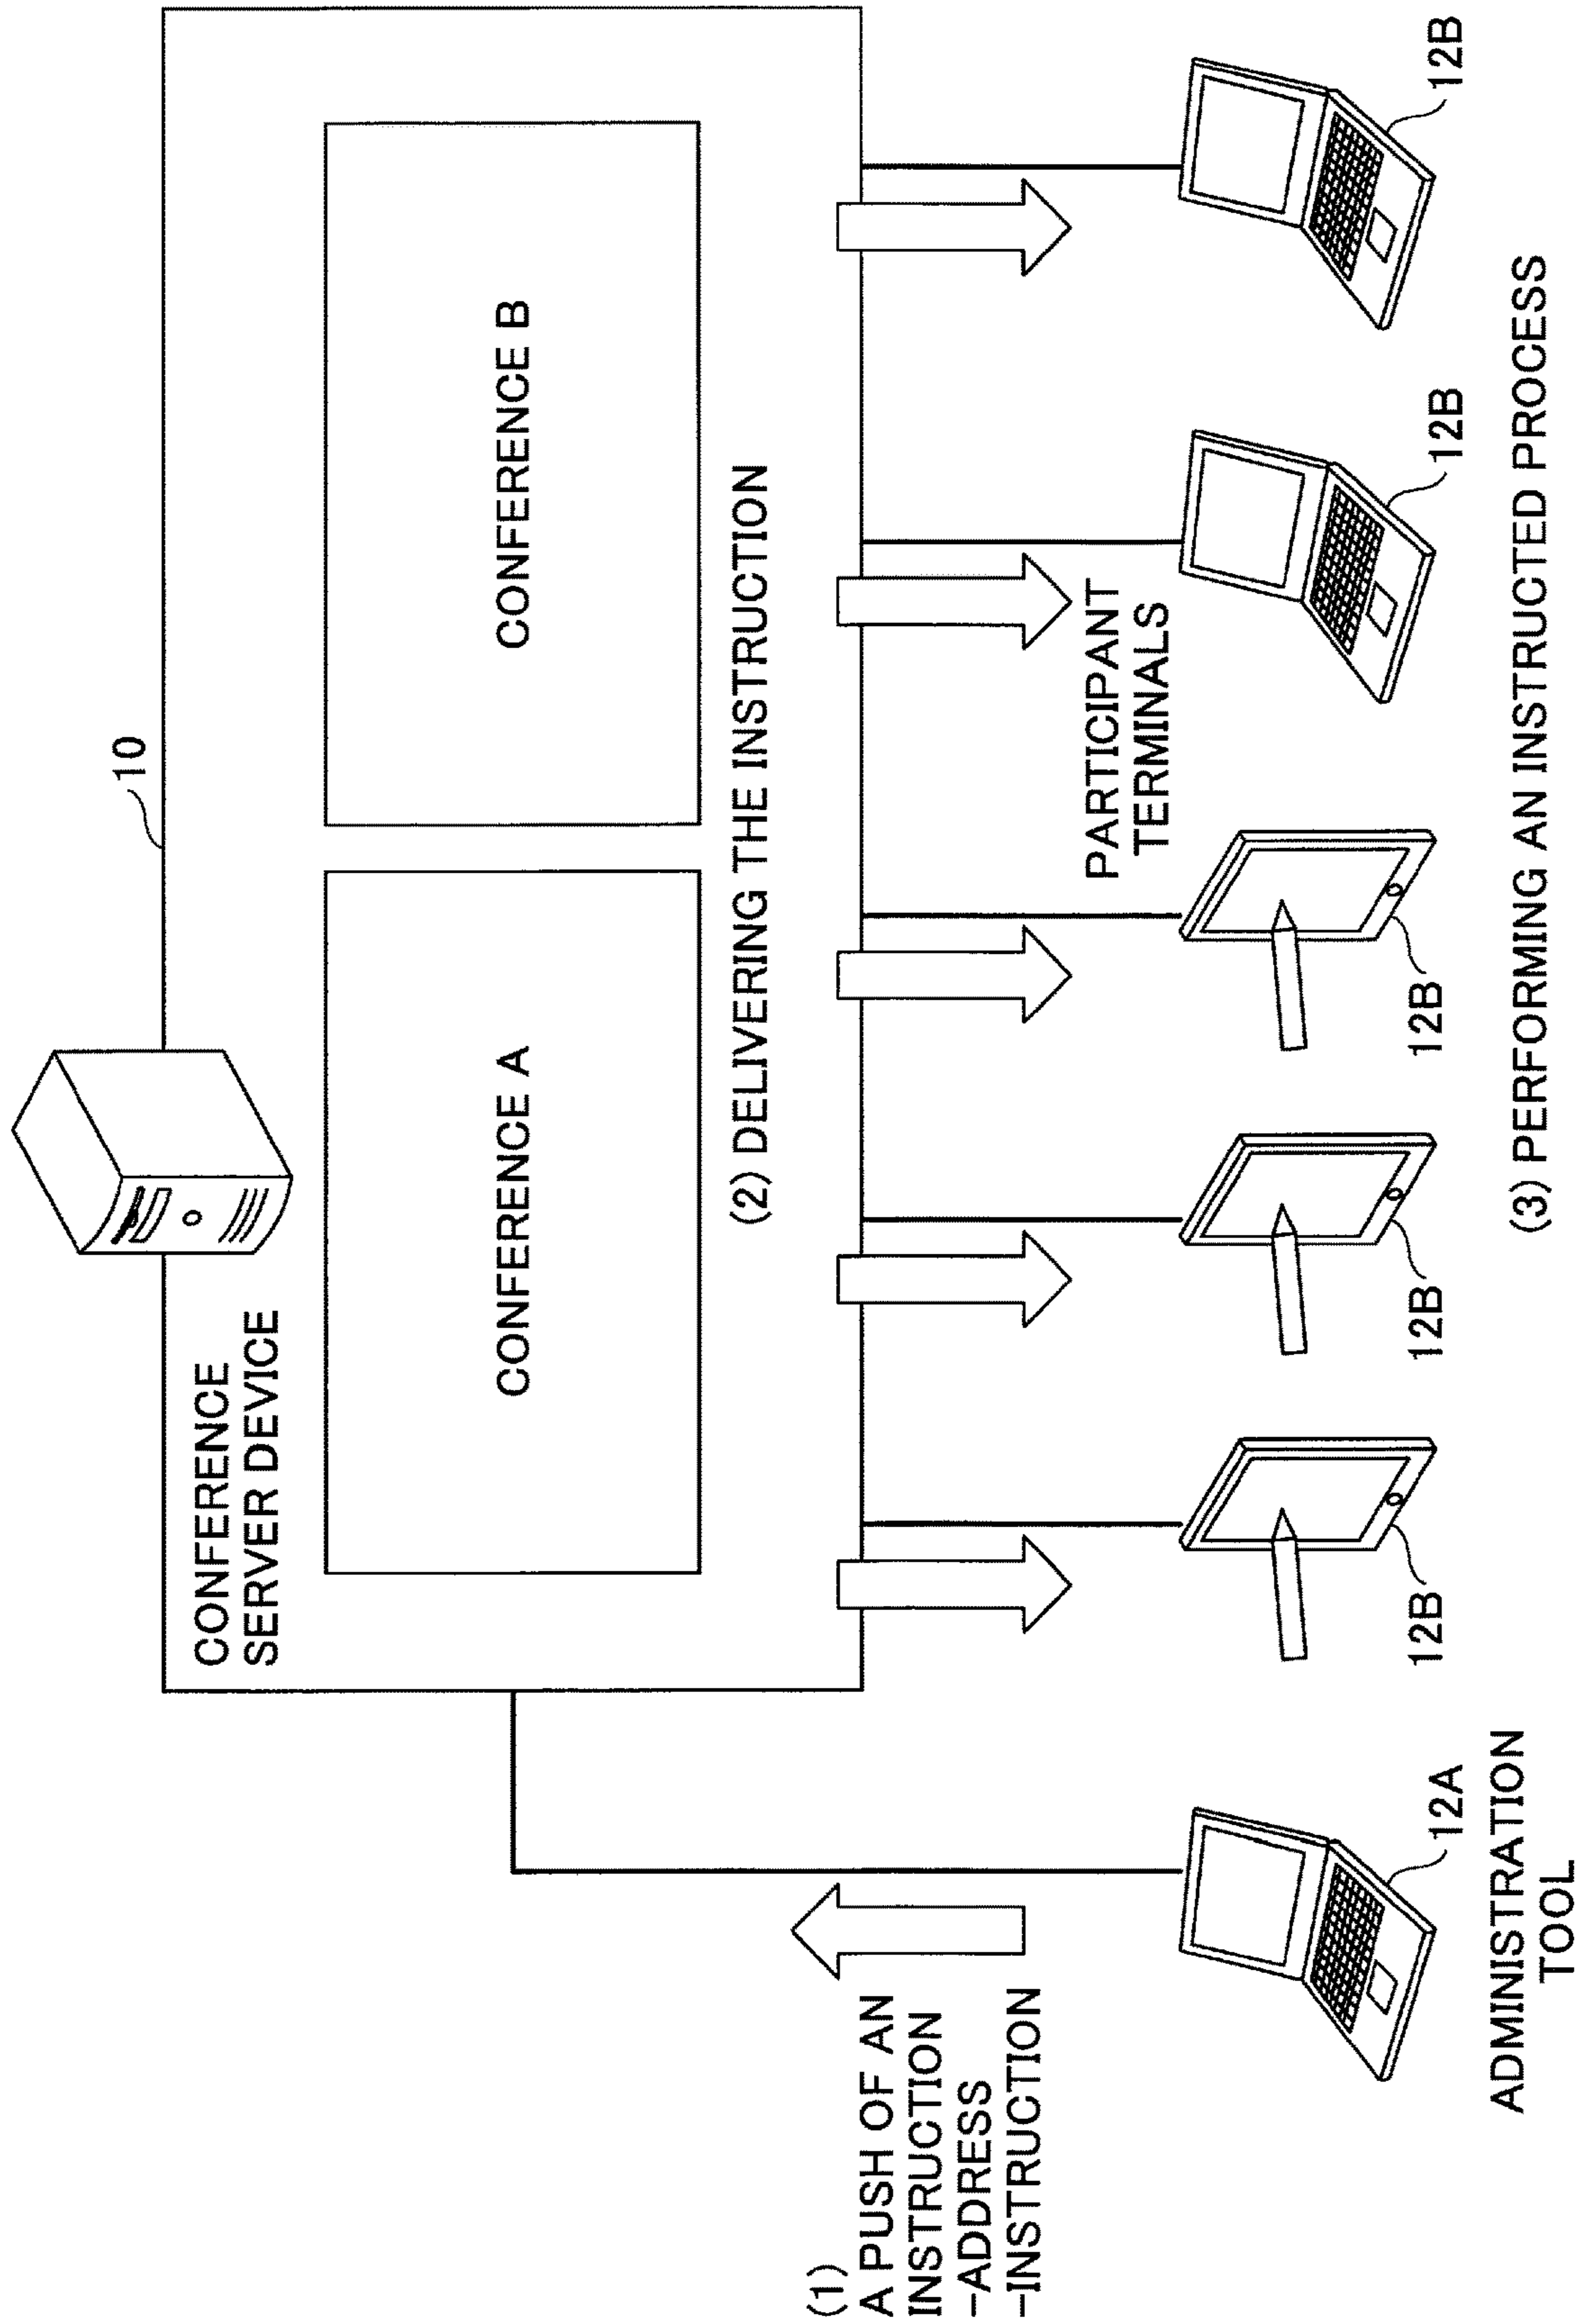 10
CONFERENCE
SERVER DEVICE
CONFERENCE A
CONFERENCE B
(2) DELIVERING THE INSTRUCTION
(1)
A PUSH OF AN
INSTRUCTION
-ADDRESS
-INSTRUCTION
PARTICIPANT
TERMINALS
12A
12B
12B
12B
12B
12B
ADMINISTRATION
TOOL
(3) PERFORMING AN INSTRUCTED PROCESS